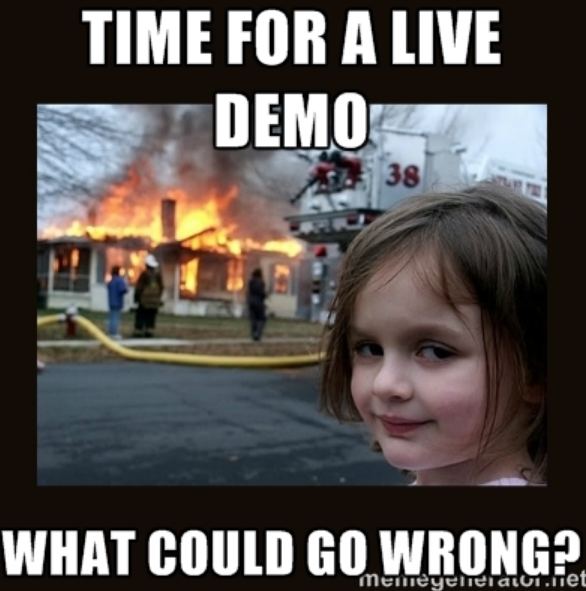 TIME FOR A LIVE
DEMO
38
WHAT COULD GO WRONG?
memegenerator.net